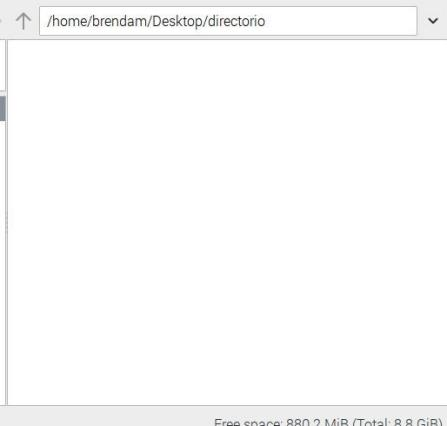 /home/brendam/Desktop/directorio
Free space: 880.2 MiB (Total: 8.8 GiB)